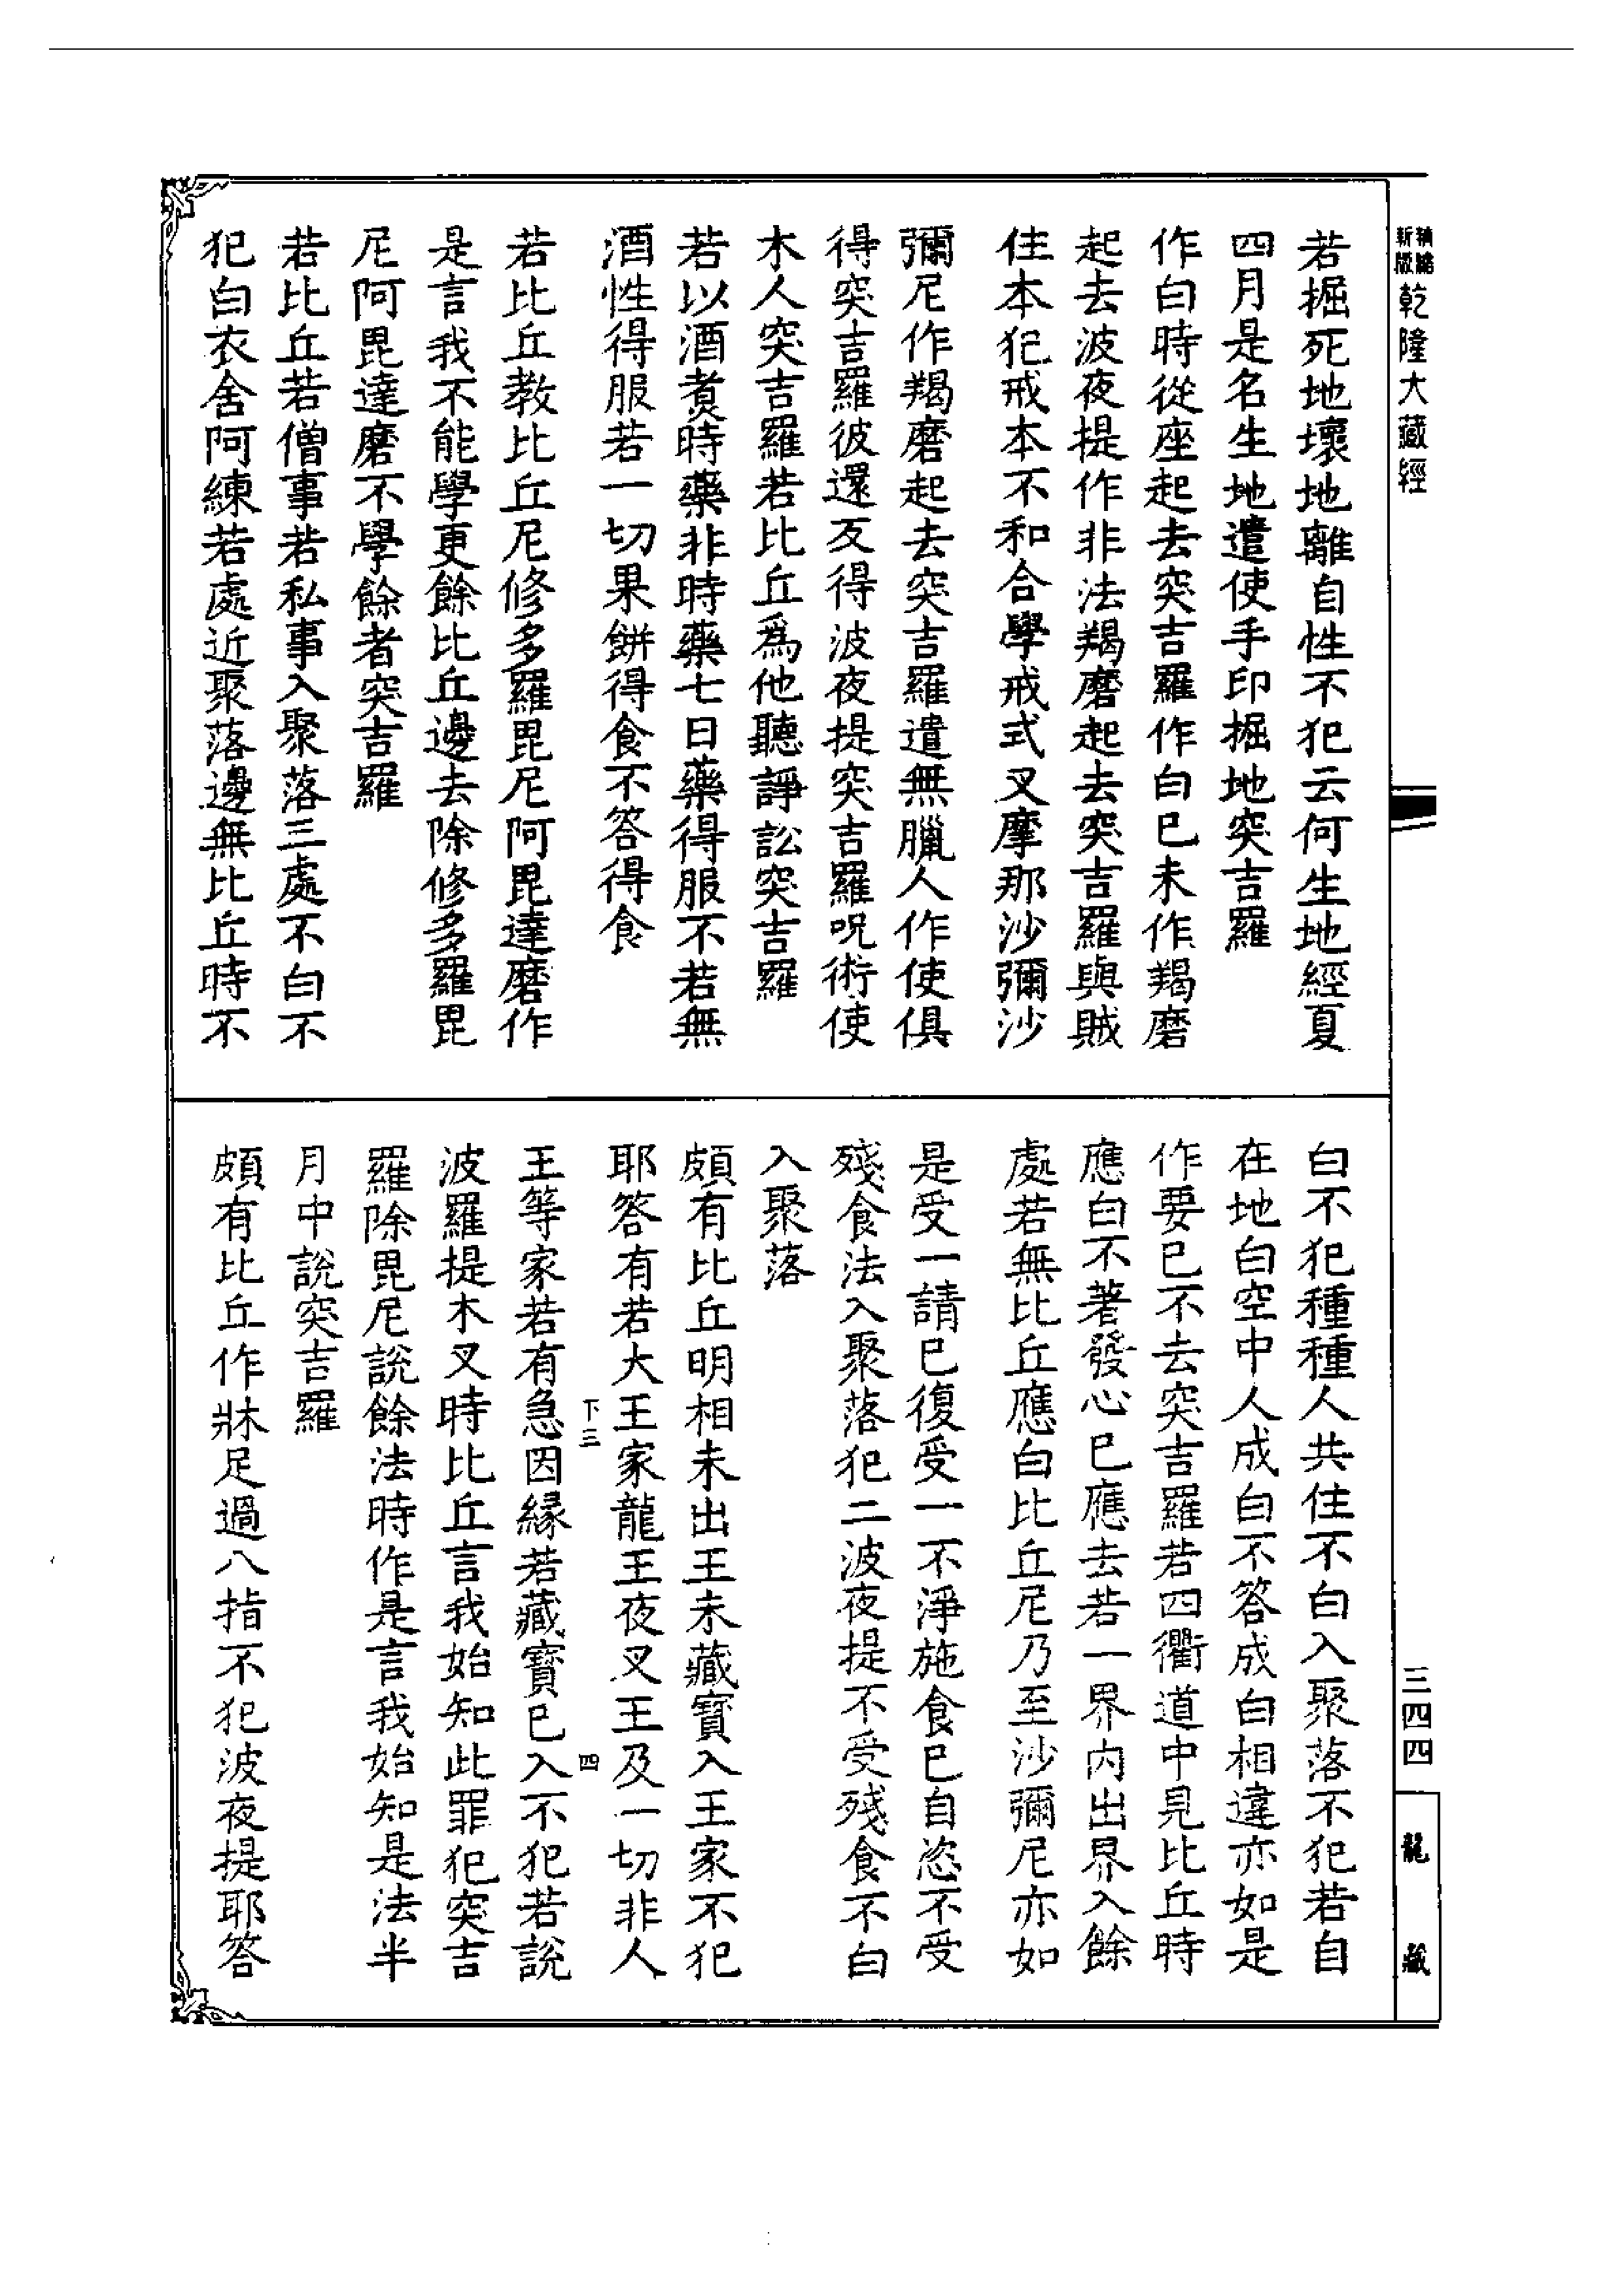 新版
乾隆大藏經
若掘死地壞地離自性不犯云何生地經夏
四月是名生地遣使手印掘地突吉羅
作白時從座起去突吉羅作白已未作羯磨
起去波夜提作非法羯磨起去突吉羅與賊
住本犯戒本不和合學戒式叉摩那沙彌沙
彌尼作羯磨起去突吉羅遣無臘人作使俱
得突吉羅彼還反得波夜提突吉羅呪術使
木人突吉羅若比丘為他聽諍訟突吉羅
若以酒煑時藥非時藥七日藥得服不若無
酒性得服若一切果餅得食不答得食
若比丘教比丘尼修多羅毘尼阿毘達磨作
是言我不能學更餘比丘邊去除修多羅毘
尼阿毘達磨不學餘者突吉羅
若比丘若僧事若私事入聚落三處不白不
犯白衣舍阿練若處近聚落邊無比丘時不
白不犯種種人共住不白入聚落不犯若自
在地白空中人成白不答成白相違亦如是
作要已不去突吉羅若四衢道中見比丘時
應白不著發心已應去若一界內出界入餘
處若無比丘應白比丘尼乃至沙彌尼亦如
是受一請已復受一不淨施食已自恣不受
殘食法入聚落犯二波夜提不受殘食不白
入聚落
頗有比丘明相未出王未藏寶入王家不犯
耶答有若大王家龍王夜叉王及一切非人
下三
四
王等家若有急因緣若藏寶已入不犯若說
波羅提木叉時比丘言我始知此罪犯突吉
羅除毘尼說餘法時作是言我始知是法半
月中說突吉羅
頗有比丘作牀足過八指不犯波夜提耶答
三四四
龍藏